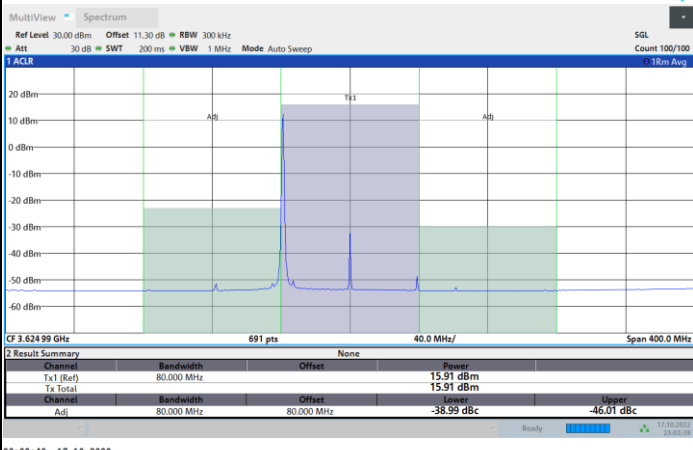 MultiView Spectrum
Ref Level 30.00 dBm Offset 11.30 dB RBW 300 kHz SGL
Att 30 dB SWT 200 ms VBW 1 MHz Mode Auto Sweep Count 100/100
1 ACLR 1Rm Avg
20 dBm
Tx1
10 dBm Adj Adj
0 dBm
-10 dBm
-20 dBm
-30 dBm
-40 dBm
-50 dBm
-60 dBm
CF 3.624 99 GHz 691 pts 40.0 MHz/ Span 400.0 MHz
2 Result Summary None
Channel Bandwidth Offset Power
Tx1 (Ref) 80.000 MHz 15.91 dBm
Tx Total 15.91 dBm
Channel Bandwidth Offset Lower Upper
Adj 80.000 MHz 80.000 MHz -38.99 dBc -46.01 dBc
Ready 17.10.2022
23:02:39